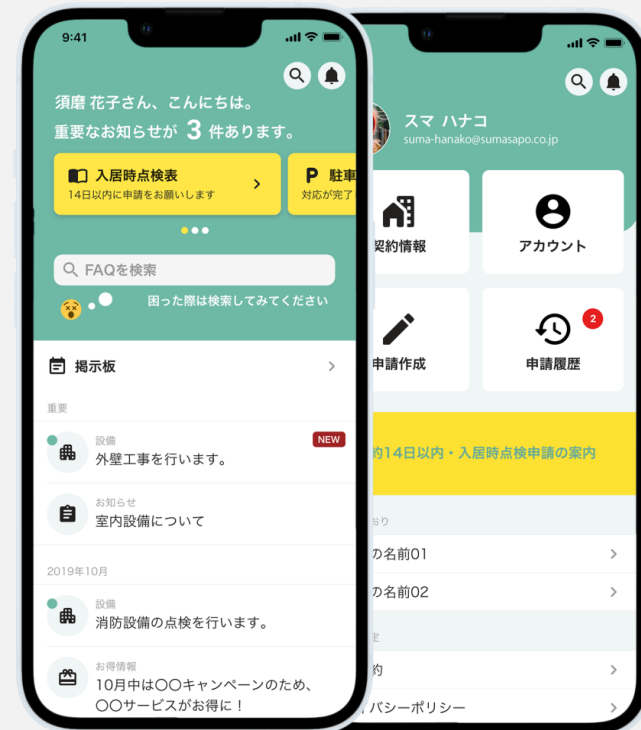 9:41
須磨 花子さん、こんにちは。
重要なお知らせが 3 件あります。
入居時点検表
14日以内に申請をお願いします
P 駐車
対応が完了
FAQを検索
困った際は検索してみてください
掲示板
重要
設備
外壁工事を行います。
NEW
お知らせ
室内設備について
2019年10月
設備
消防設備の点検を行います。
お得情報
10月中は〇〇キャンペーンのため、
〇〇サービスがお得に！
スマ ハナコ
suma-hanako@sumasapo.co.jp
契約情報
アカウント
申請作成
2
申請履歴
約14日以内・入居時点検申請の案内
おり
の名前01
の名前02
定
約
バシーポリシー